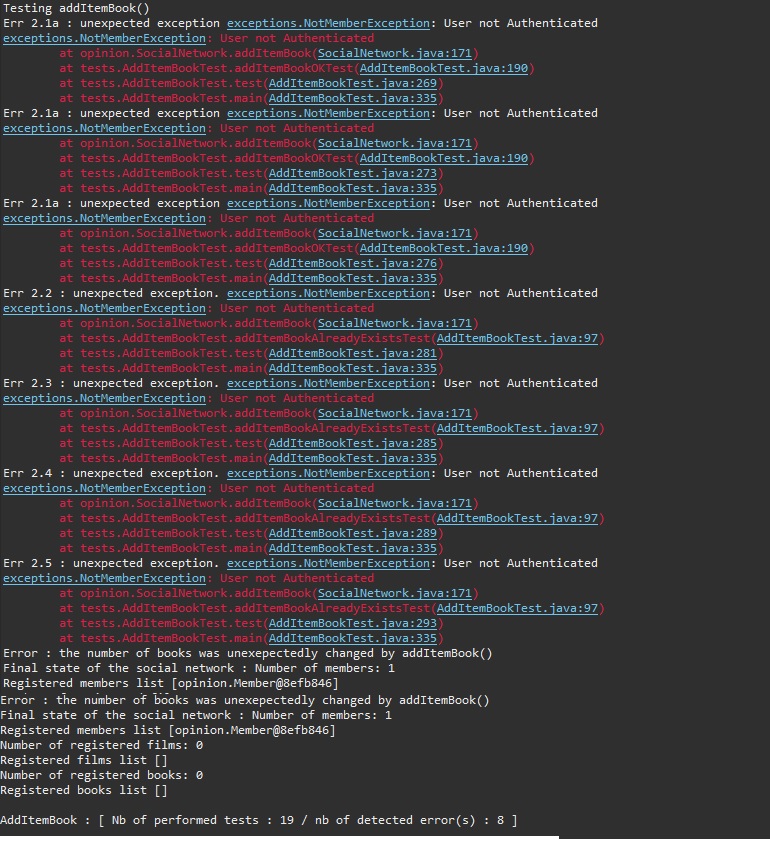 Testing addItemBook()
Err 2.1a : unexpected exception exceptions.NotMemberException: User not Authenticated
exceptions.NotMemberException: User not Authenticated
at opinion.SocialNetwork.addItemBook(SocialNetwork.java:171)
at tests.AddItemBookTest.addItemBookOKTest(AddItemBookTest.java:190)
at tests.AddItemBookTest.test(AddItemBookTest.java:269)
at tests.AddItemBookTest.main(AddItemBookTest.java:335)
Err 2.1a : unexpected exception exceptions.NotMemberException: User not Authenticated
exceptions.NotMemberException: User not Authenticated
at opinion.SocialNetwork.addItemBook(SocialNetwork.java:171)
at tests.AddItemBookTest.addItemBookOKTest(AddItemBookTest.java:190)
at tests.AddItemBookTest.test(AddItemBookTest.java:273)
at tests.AddItemBookTest.main(AddItemBookTest.java:335)
Err 2.1a : unexpected exception exceptions.NotMemberException: User not Authenticated
exceptions.NotMemberException: User not Authenticated
at opinion.SocialNetwork.addItemBook(SocialNetwork.java:171)
at tests.AddItemBookTest.addItemBookOKTest(AddItemBookTest.java:190)
at tests.AddItemBookTest.test(AddItemBookTest.java:276)
at tests.AddItemBookTest.main(AddItemBookTest.java:335)
Err 2.2 : unexpected exception. exceptions.NotMemberException: User not Authenticated
exceptions.NotMemberException: User not Authenticated
at opinion.SocialNetwork.addItemBook(SocialNetwork.java:171)
at tests.AddItemBookTest.addItemBookAlreadyExistsTest(AddItemBookTest.java:97)
at tests.AddItemBookTest.test(AddItemBookTest.java:281)
at tests.AddItemBookTest.main(AddItemBookTest.java:335)
Err 2.3 : unexpected exception. exceptions.NotMemberException: User not Authenticated
exceptions.NotMemberException: User not Authenticated
at opinion.SocialNetwork.addItemBook(SocialNetwork.java:171)
at tests.AddItemBookTest.addItemBookAlreadyExistsTest(AddItemBookTest.java:97)
at tests.AddItemBookTest.test(AddItemBookTest.java:285)
at tests.AddItemBookTest.main(AddItemBookTest.java:335)
Err 2.4 : unexpected exception. exceptions.NotMemberException: User not Authenticated
exceptions.NotMemberException: User not Authenticated
at opinion.SocialNetwork.addItemBook(SocialNetwork.java:171)
at tests.AddItemBookTest.addItemBookAlreadyExistsTest(AddItemBookTest.java:97)
at tests.AddItemBookTest.test(AddItemBookTest.java:289)
at tests.AddItemBookTest.main(AddItemBookTest.java:335)
Err 2.5 : unexpected exception. exceptions.NotMemberException: User not Authenticated
exceptions.NotMemberException: User not Authenticated
at opinion.SocialNetwork.addItemBook(SocialNetwork.java:171)
at tests.AddItemBookTest.addItemBookAlreadyExistsTest(AddItemBookTest.java:97)
at tests.AddItemBookTest.test(AddItemBookTest.java:293)
at tests.AddItemBookTest.main(AddItemBookTest.java:335)
Error : the number of books was unexepectedly changed by addItemBook()
Final state of the social network : Number of members: 1
Registered members list [opinion.Member@8efb846]
Error : the number of books was unexepectedly changed by addItemBook()
Final state of the social network : Number of members: 1
Registered members list [opinion.Member@8efb846]
Number of registered films: 0
Registered films list []
Number of registered books: 0
Registered books list []
AddItemBook : [ Nb of performed tests : 19 / nb of detected error(s) : 8 ]